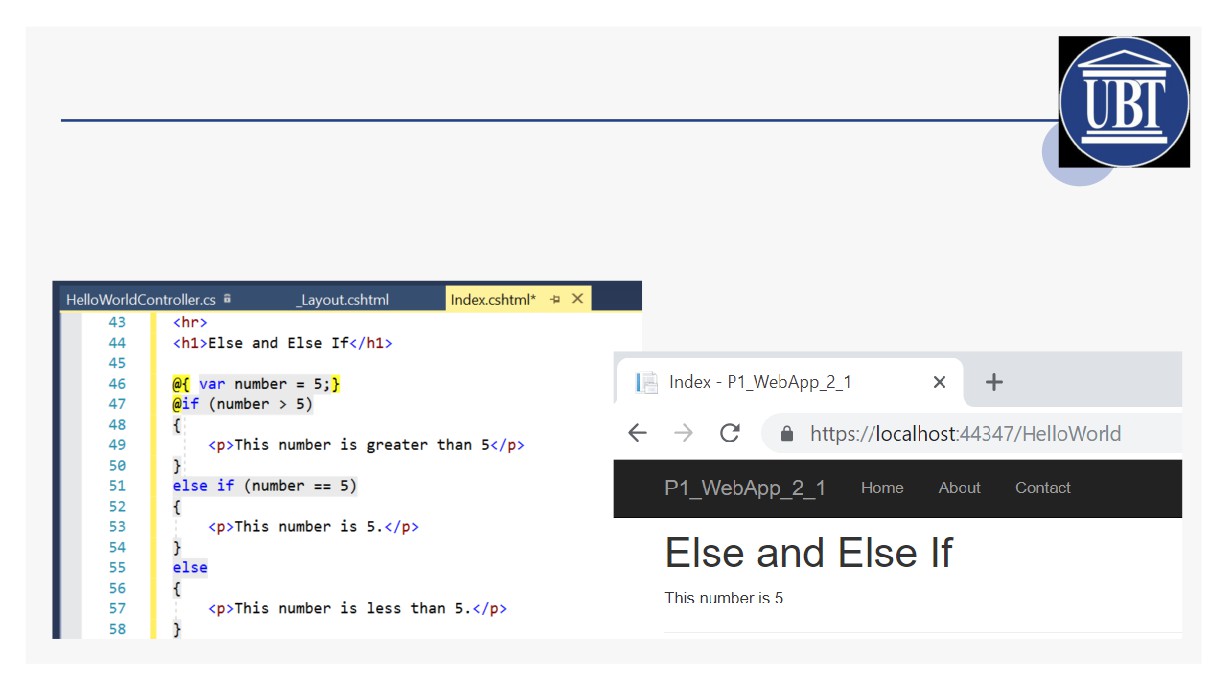 UBT
HelloWorldController.cs
_Layout.cshtml
Index.cshtml*
43 <hr>
44 <h1>Else and Else If</h1>
45
46 @{ var number = 5;}
47 @if (number > 5)
48 {
49 <p>This number is greater than 5</p>
50 }
51 else if (number == 5)
52 {
53 <p>This number is 5.</p>
54 }
55 else
56 {
57 <p>This number is less than 5.</p>
58 }
Index - P1_WebApp_2_1
https://localhost:44347/HelloWorld
P1_WebApp_2_1 Home About Contact
Else and Else If
This number is 5